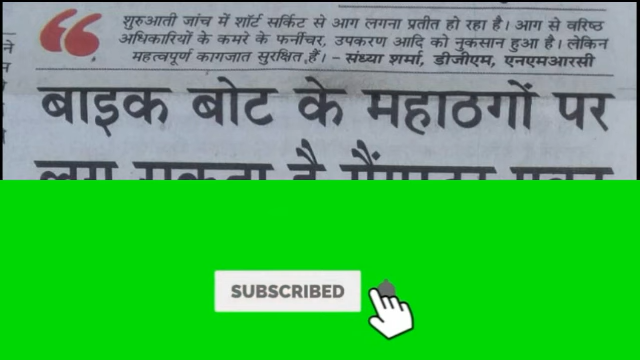 शुरुआती जांच में शॉर्ट सर्किट से आग लगना प्रतीत हो रहा है। आग से वरिष्ठ
अधिकारियों के कमरे के फर्नीचर, उपकरण आदि को नुकसान हुआ है। लेकिन
महत्वपूर्ण कागजात सुरक्षित हैं। – संध्या शर्मा, डीजीएम, एनएमआरसी
बाइक बोट के महाठगों पर
SUBSCRIBED